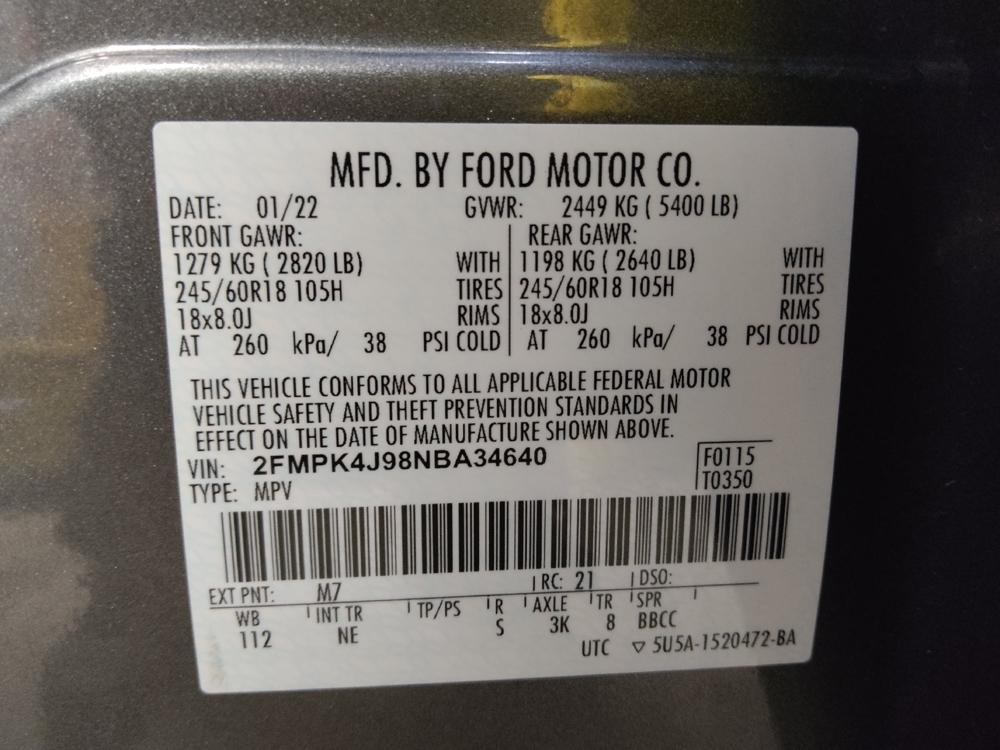 MFD. BY FORD MOTOR CO.
DATE: 01/22 GVWR: 2449 KG ( 5400 LB)
FRONT GAWR: REAR GAWR:
1279 KG ( 2820 LB) WITH 1198 KG ( 2640 LB) WITH
245/60R18 105H TIRES 245/60R18 105H TIRES
18x8.0J RIMS 18x8.0J RIMS
AT 260 kPa/ 38 PSI COLD AT 260 kPa/ 38 PSI COLD
THIS VEHICLE CONFORMS TO ALL APPLICABLE FEDERAL MOTOR
VEHICLE SAFETY AND THEFT PREVENTION STANDARDS IN
EFFECT ON THE DATE OF MANUFACTURE SHOWN ABOVE.
VIN: 2FMPK4J98NBA34640 F0115
TYPE: MPV T0350
EXT PNT: M7 RC: 21 DSO:
WB INT TR TP/PS R AXLE TR SPR
112 NE S 3K 8 BBCC
UTC ▽ 5U5A-1520472-BA